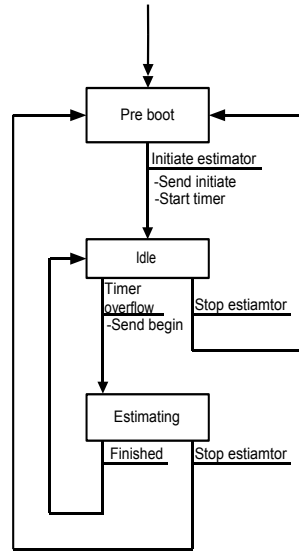 Pre boot
Initiate estimator
-Send initiate
-Start timer
Idle
Timer
overflow
-Send begin
Stop estiamtor
Estimating
Finished
Stop estiamtor